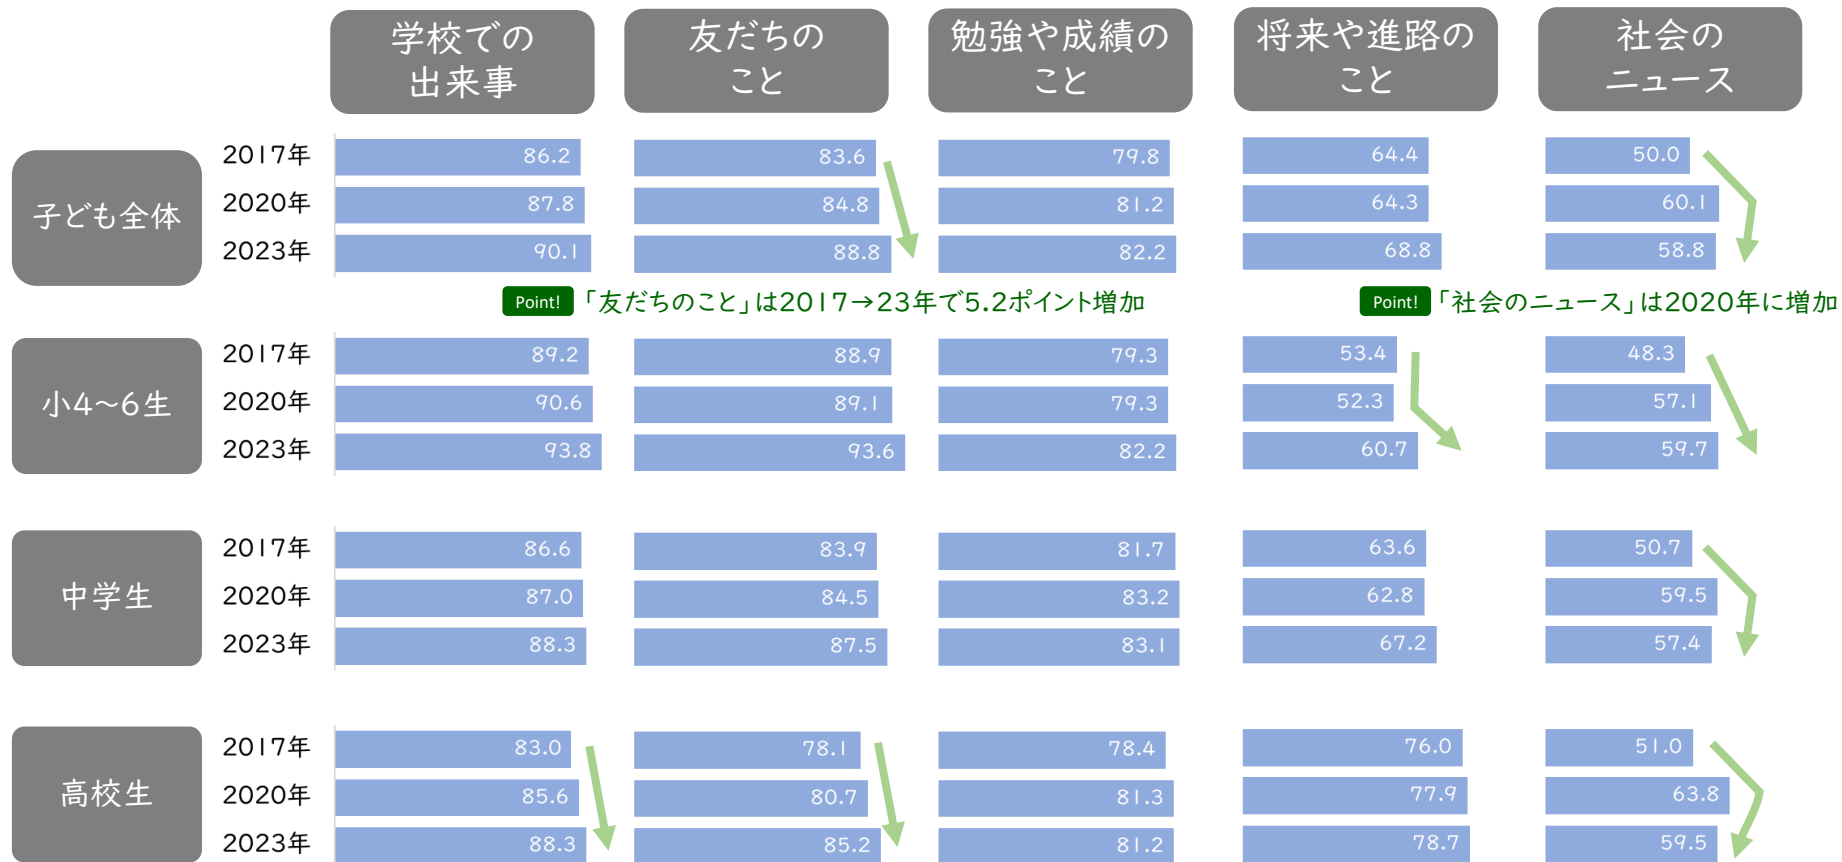 学校での
出来事
友だちの
こと
勉強や成績の
こと
将来や進路の
こと
社会の
ニュース
子ども全体
2017年 86.2 83.6 79.8 64.4 50.0
2020年 87.8 84.8 81.2 64.3 60.1
2023年 90.1 88.8 82.2 68.8 58.8
Point! 「友だちのこと」は2017→23年で5.2ポイント増加
Point! 「社会のニュース」は2020年に増加
小4～6生
2017年 89.2 88.9 79.3 53.4 48.3
2020年 90.6 89.1 79.3 52.3 57.1
2023年 93.8 93.6 82.2 60.7 59.7
中学生
2017年 86.6 83.9 81.7 63.6 50.7
2020年 87.0 84.5 83.2 62.8 59.5
2023年 88.3 87.5 83.1 67.2 57.4
高校生
2017年 83.0 78.1 78.4 76.0 51.0
2020年 85.6 80.7 81.3 77.9 63.8
2023年 88.3 85.2 81.2 78.7 59.5